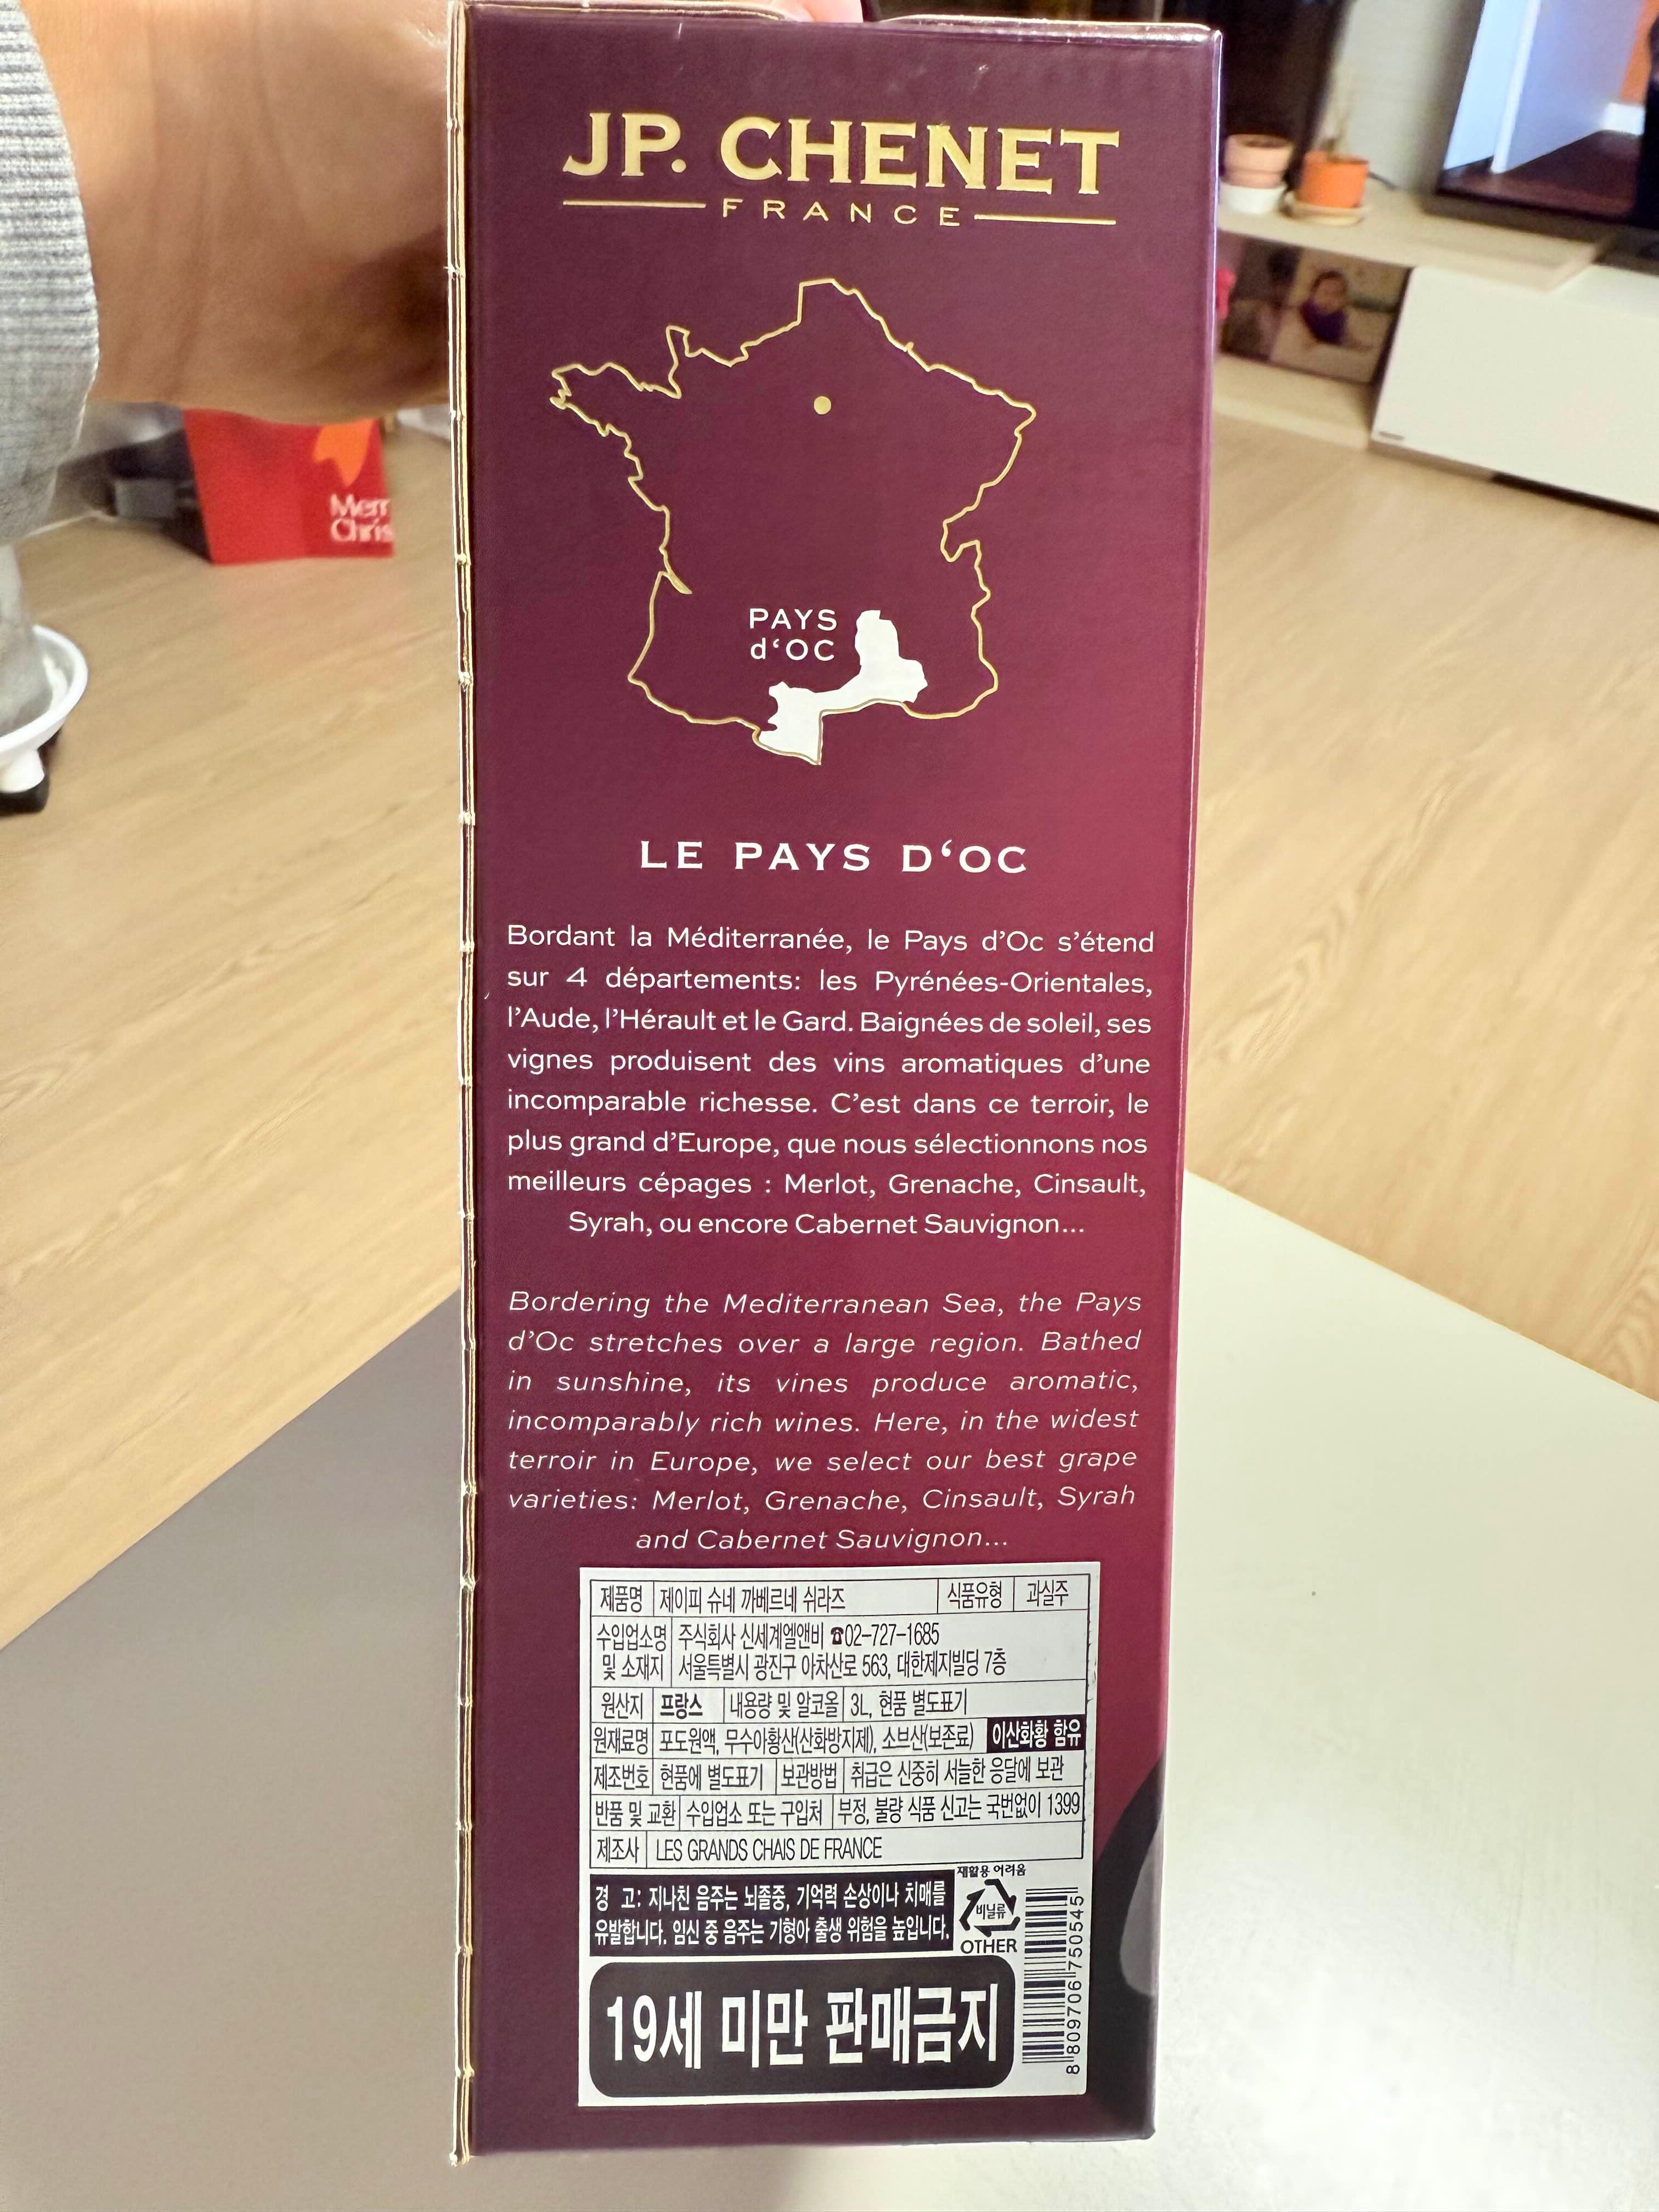 JP. CHENET
FRANCE
PAYS
d‘OC
LE PAYS D‘OC
Bordant la Méditerranée, le Pays d’Oc s’étend
sur 4 départements: les Pyrénées-Orientales,
l’Aude, l’Hérault et le Gard. Baignées de soleil, ses
vignes produisent des vins aromatiques d’une
incomparable richesse. C’est dans ce terroir, le
plus grand d’Europe, que nous sélectionnons nos
meilleurs cépages : Merlot, Grenache, Cinsault,
Syrah, ou encore Cabernet Sauvignon...
Bordering the Mediterranean Sea, the Pays
d’Oc stretches over a large region. Bathed
in sunshine, its vines produce aromatic,
incomparably rich wines. Here, in the widest
terroir in Europe, we select our best grape
varieties: Merlot, Grenache, Cinsault, Syrah
and Cabernet Sauvignon...
제품명 제이피 슈네 까베르네 쉬라즈 식품유형 과실주
수입업소명 주식회사 신세계엘앤비 ☎02-727-1685
및 소재지 서울특별시 광진구 아차산로 563, 대한제지빌딩 7층
원산지 프랑스 내용량 및 알코올 3L, 현품 별도표기
원재료명 포도원액, 무수아황산(산화방지제), 소브산(보존료) 이산화황 함유
제조번호 현품에 별도표기 보관방법 취급은 신중히 서늘한 응달에 보관
반품 및 교환 수입업소 또는 구입처 부정, 불량 식품 신고는 국번없이 1399
제조사 LES GRANDS CHAIS DE FRANCE
경 고: 지나친 음주는 뇌졸중, 기억력 손상이나 치매를
유발합니다. 임신 중 음주는 기형아 출생 위험을 높입니다.
재활용 어려움
비닐류
OTHER
19세 미만 판매금지
8 809706 750545
Merr
Chris